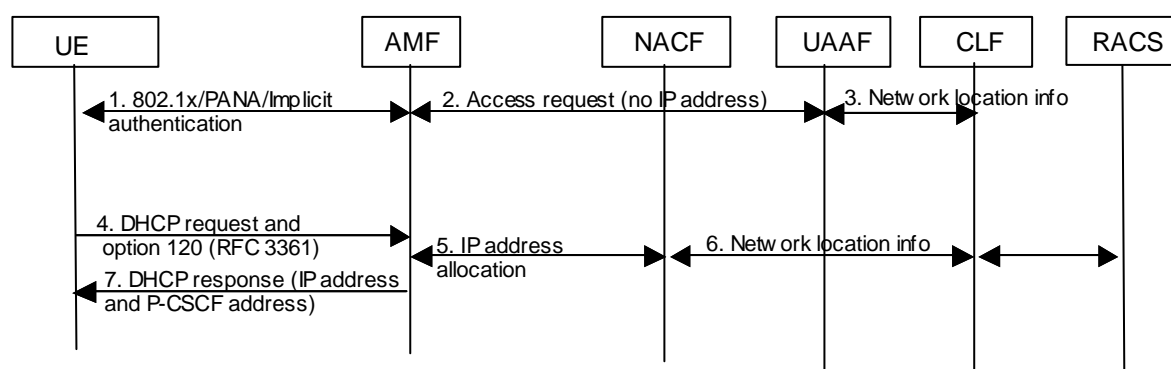 UE
AMF
NACF
UAAF
CLF
RACS
1. 802.1x/PANA/Implicit
authentication
2. Access request (no IP address)
3. Network location info
4. DHCP request and
option 120 (RFC 3361)
5. IP address
allocation
6. Network location info
7. DHCP response (IP address
and P-CSCF address)